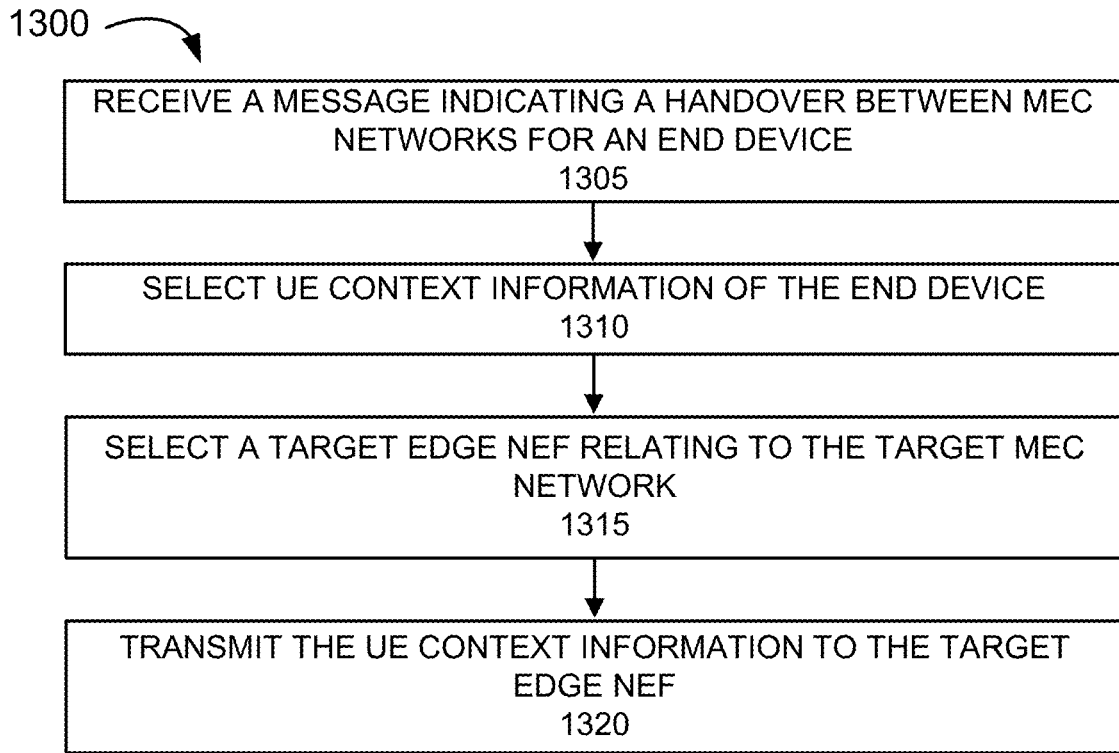 1300
RECEIVE A MESSAGE INDICATING A HANDOVER BETWEEN MEC
NETWORKS FOR AN END DEVICE
1305
SELECT UE CONTEXT INFORMATION OF THE END DEVICE
1310
SELECT A TARGET EDGE NEF RELATING TO THE TARGET MEC
NETWORK
1315
TRANSMIT THE UE CONTEXT INFORMATION TO THE TARGET
EDGE NEF
1320